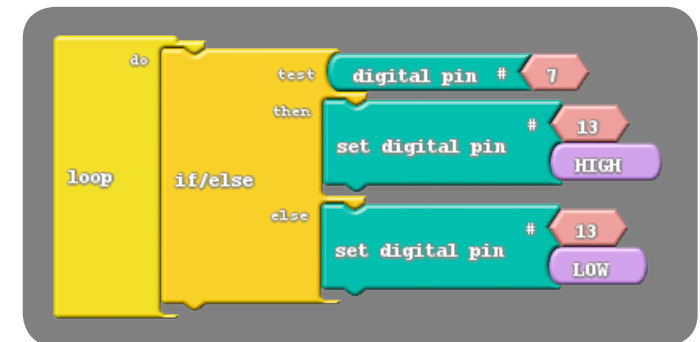 do
test digital pin # 7
then
# 13
set digital pin
HIGH
loop if/else
else
# 13
set digital pin
LOW